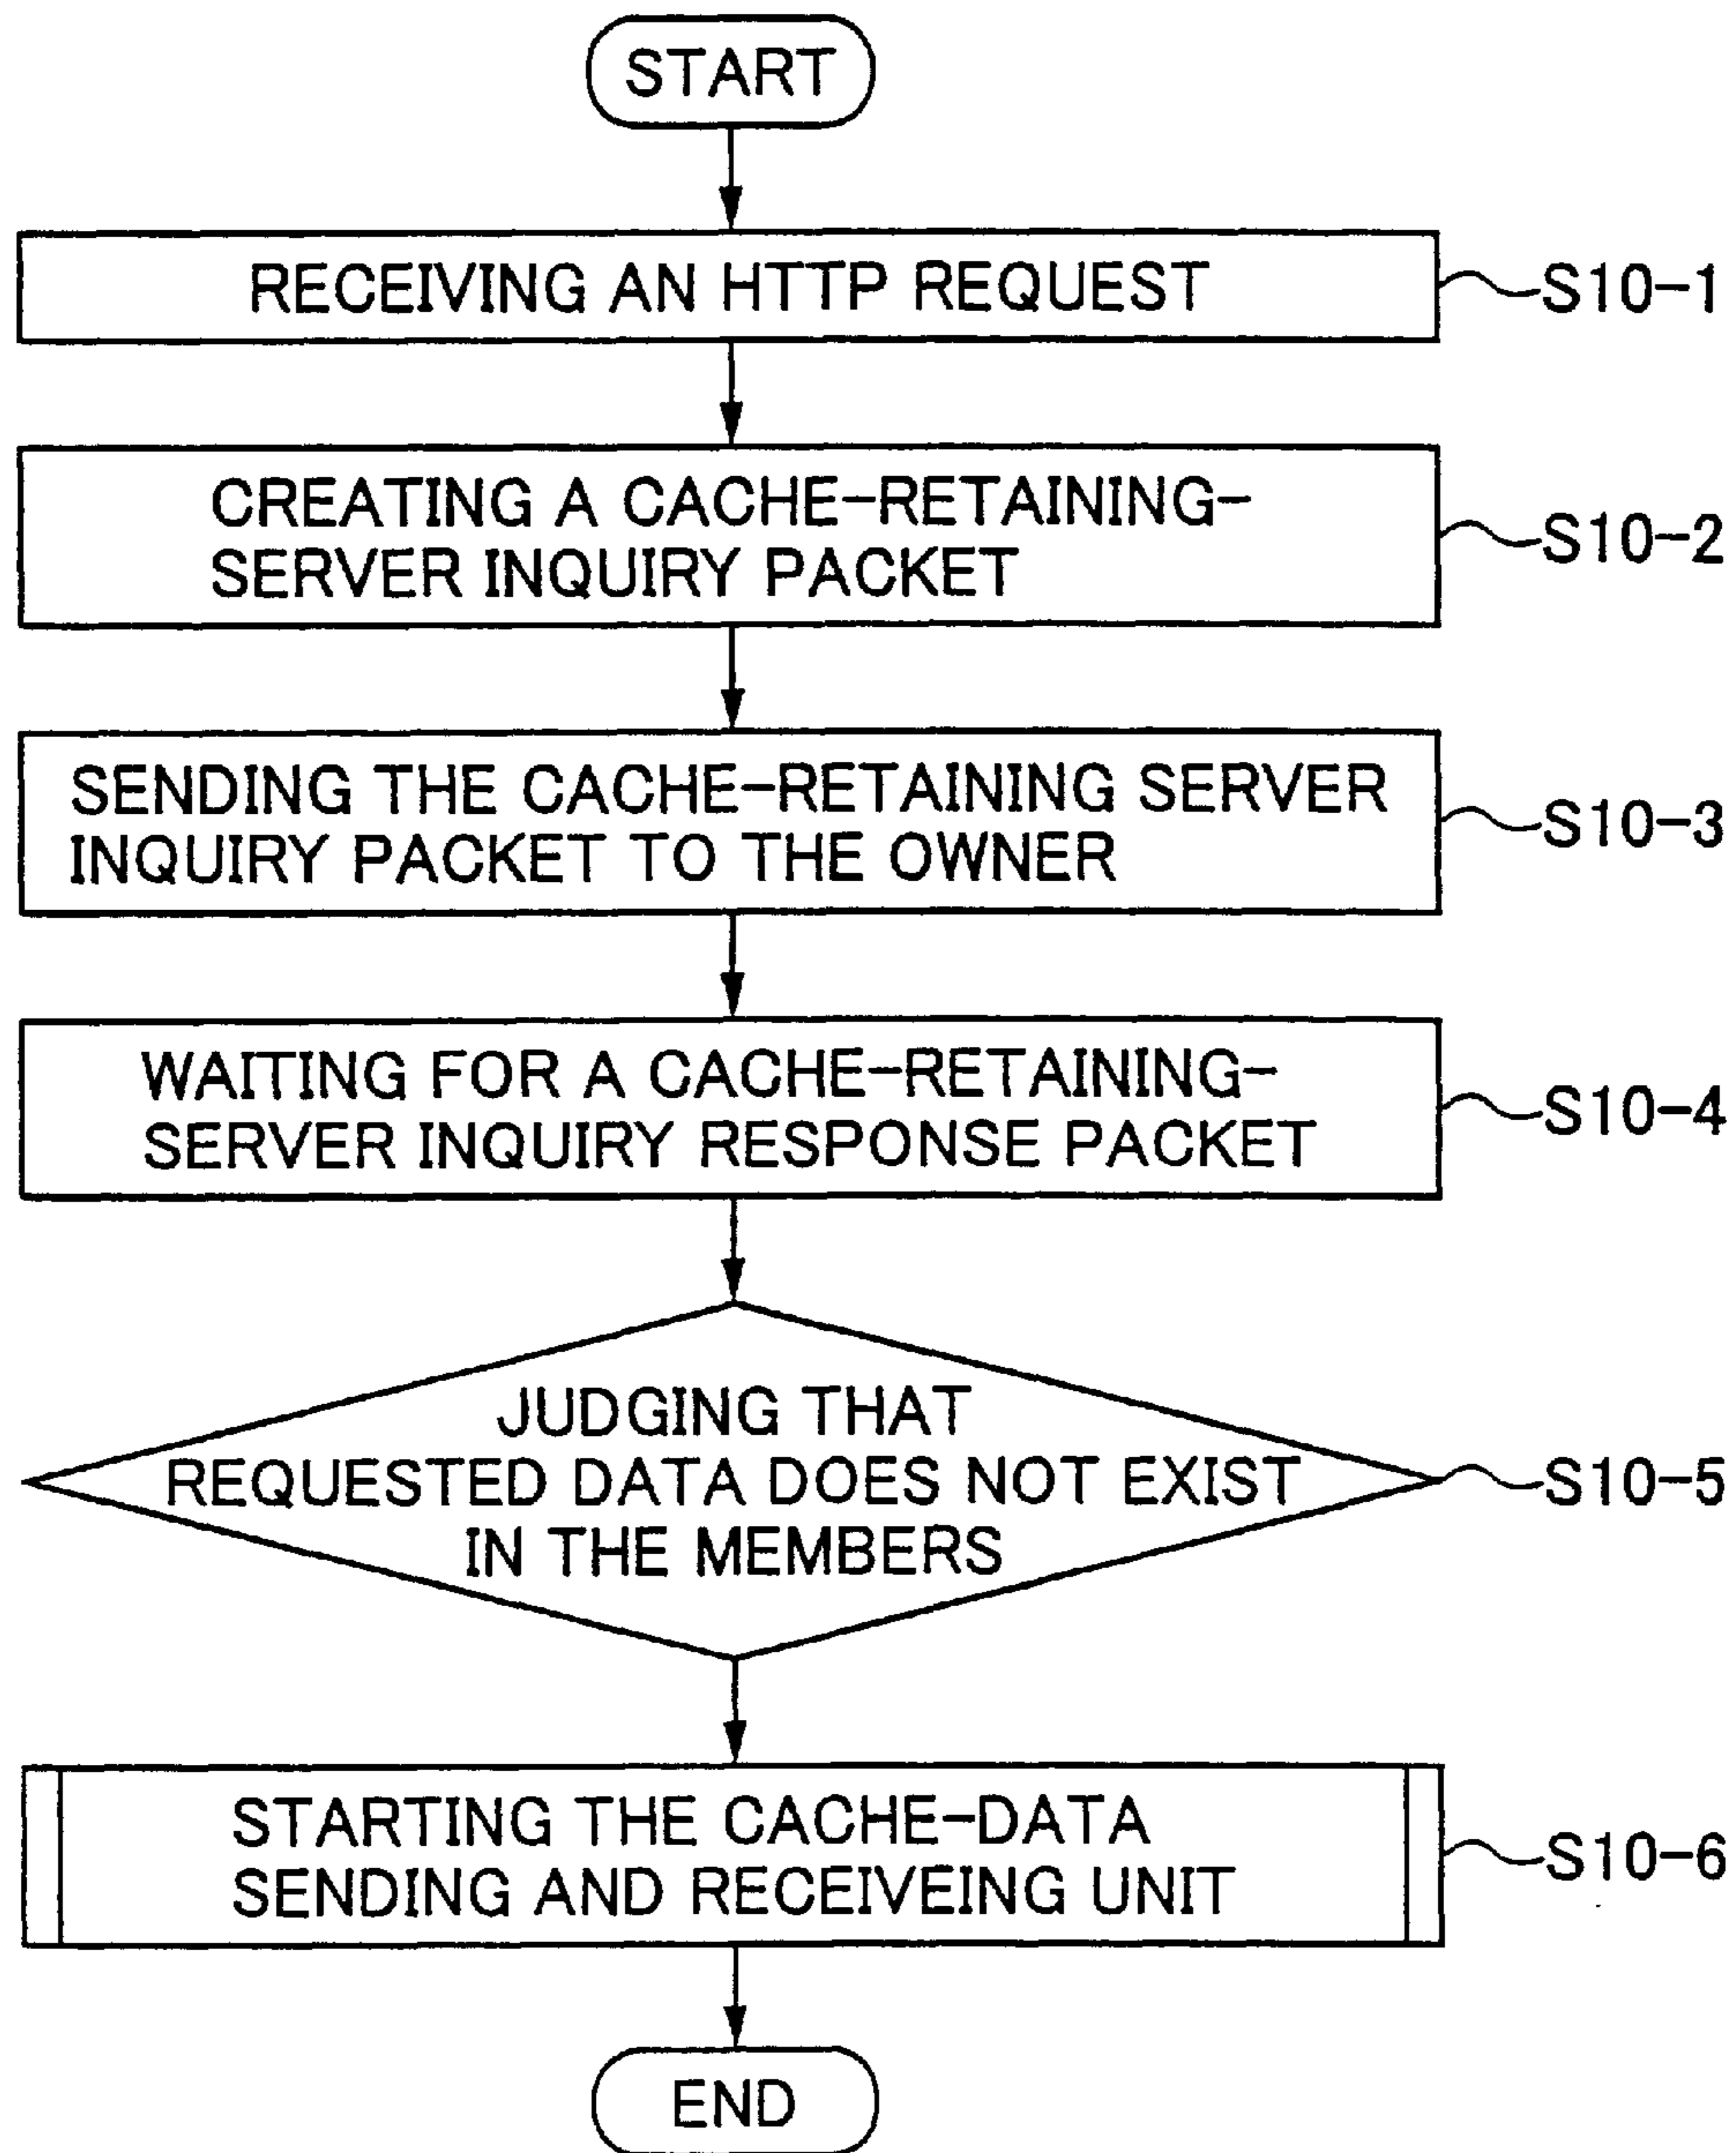 START
RECEIVING AN HTTP REQUEST
S10-1
CREATING A CACHE-RETAINING-
SERVER INQUIRY PACKET
S10-2
SENDING THE CACHE-RETAINING SERVER
INQUIRY PACKET TO THE OWNER
S10-3
WAITING FOR A CACHE-RETAINING-
SERVER INQUIRY RESPONSE PACKET
S10-4
JUDGING THAT
REQUESTED DATA DOES NOT EXIST
IN THE MEMBERS
S10-5
STARTING THE CACHE-DATA
SENDING AND RECEIVEING UNIT
S10-6
END